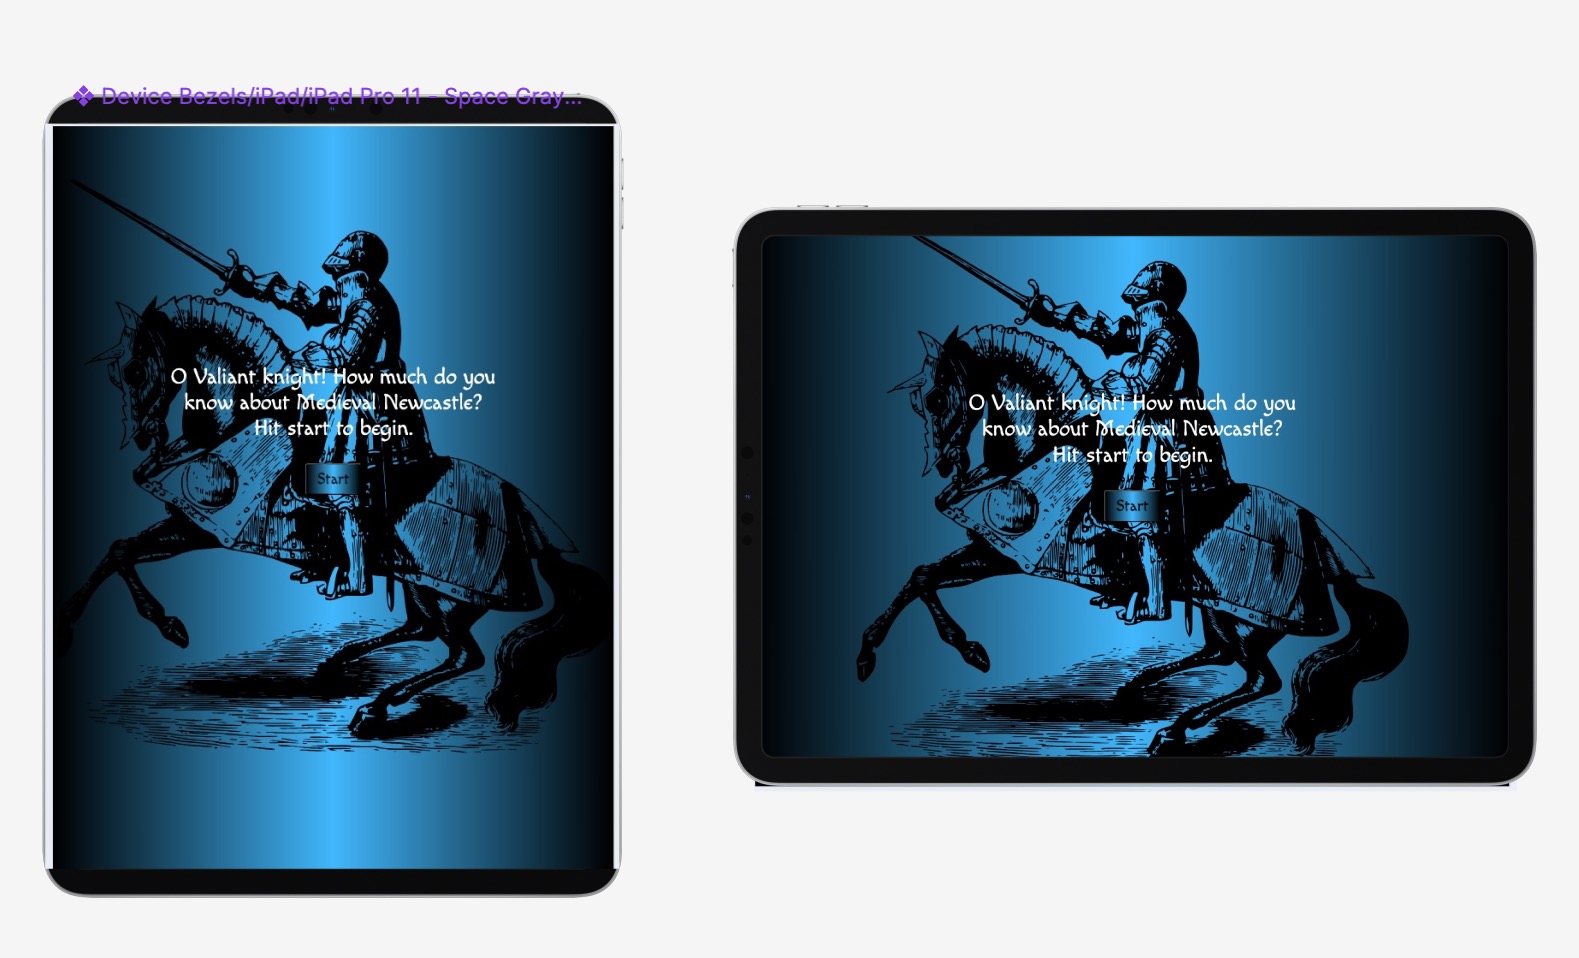 Device Bezels/iPad/iPad Pro 11 - Space Gray...
O Valiant knight! How much do you
know about Medieval Newcastle?
Hit start to begin.
Start
O Valiant knight! How much do you
know about Medieval Newcastle?
Hit start to begin.
Start